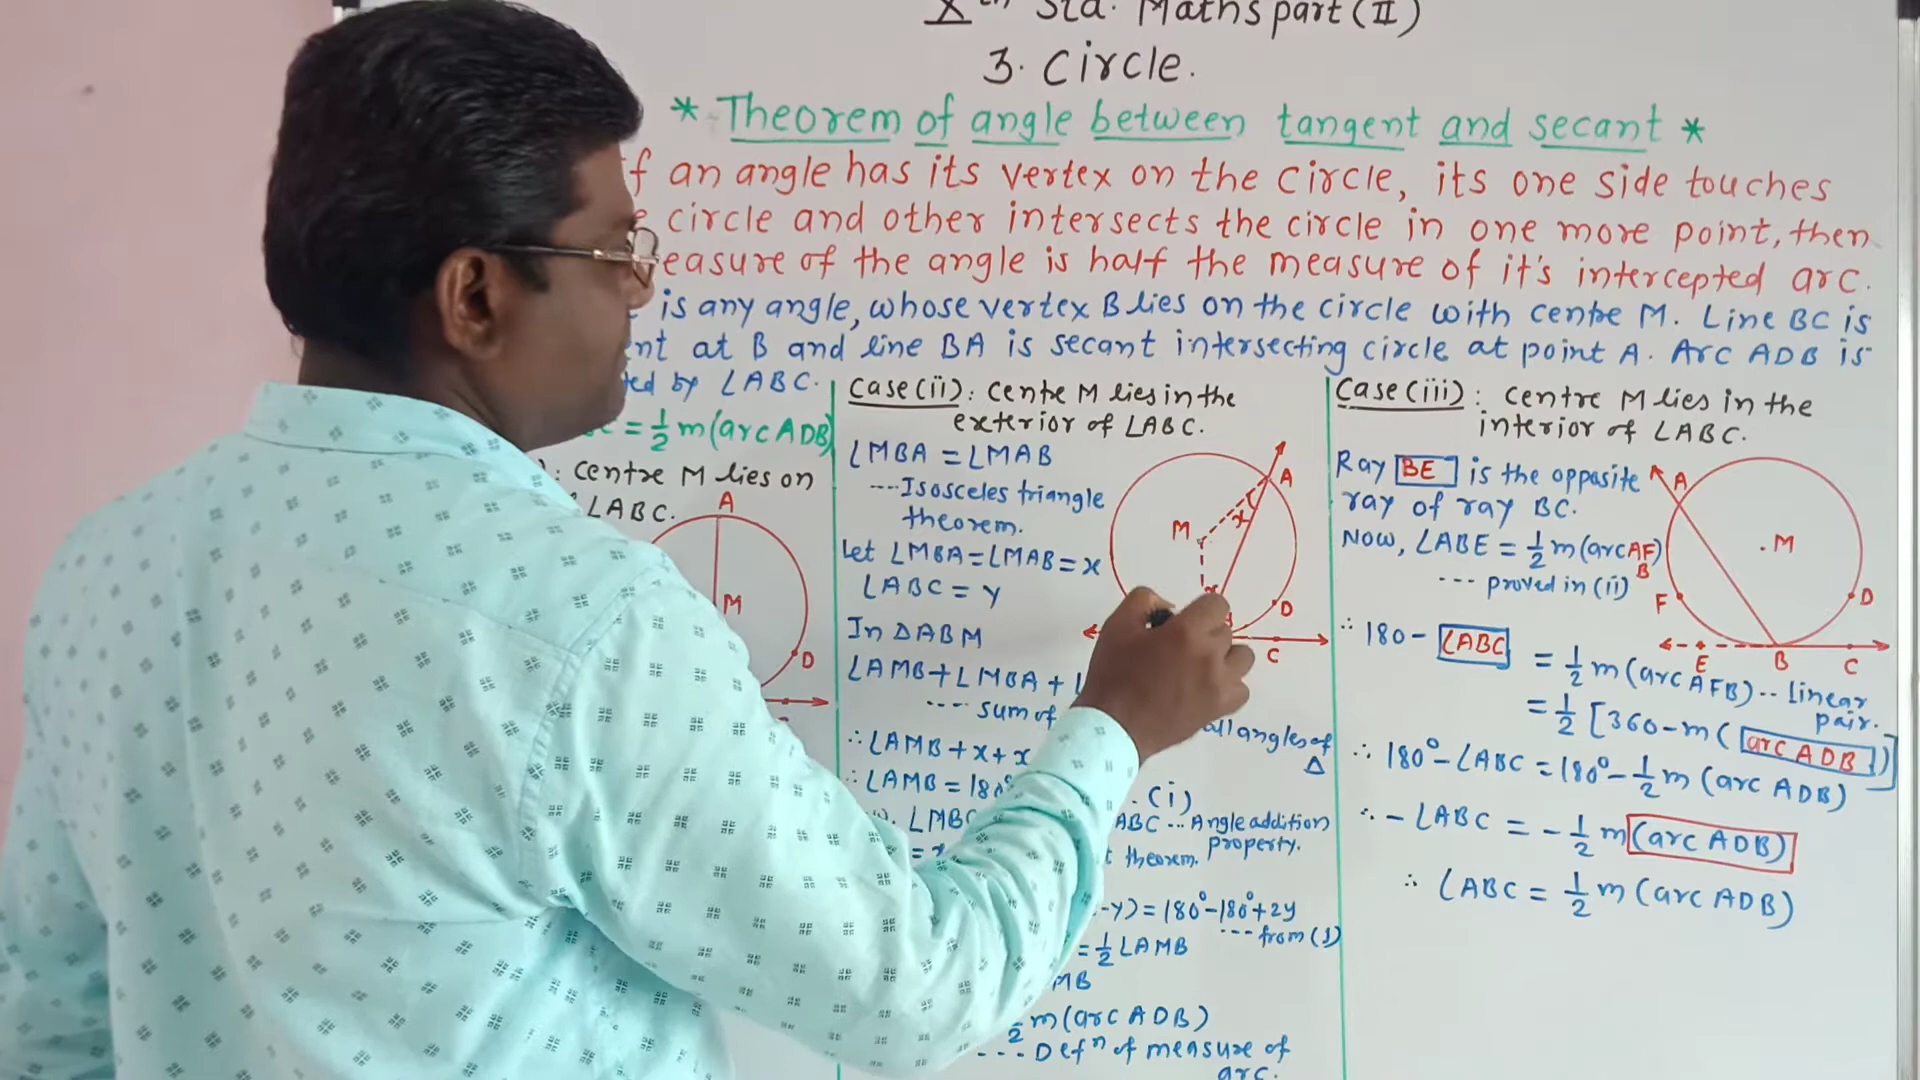 Xth Std. Maths part (II)
3. Circle.
* Theorem of angle between tangent and secant *
an angle has its vertex on the circle, its one side touches
circle and other intersects the circle in one more point, then
of the angle is half the measure of it's intercepted arc.
is any angle, whose vertex B lies on the circle with centre M. Line BC is
at B and line BA is secant intersecting circle at point A. Arc ADB is
by ∠ABC.
= 1/2 m(arc ADB)
: centre M lies on
∠ABC.
A
M
D
Case (ii): centre M lies in the
exterior of ∠ABC.
∠MBA = ∠MAB
---Isosceles triangle
theorem.
Let ∠MBA = ∠MAB = x
∠ABC = y
In ΔABM
∠AMB + ∠MBA +
---- sum of
all angles of
Δ
∴ ∠AMB + x + x
∴ ∠AMB = 180°
(i)
∠MBC
ABC --- Angle addition
property.
theorem.
-y) = 180° - 180° + 2y
--- from (1)
= 1/2 ∠AMB
MB
1/2 m(arc ADB)
--- Defn of measure of
arc.
A
x
M
D
C
Case (iii): centre M lies in the
interior of ∠ABC.
Ray BE is the opposite
ray of ray BC.
Now, ∠ABE = 1/2 m(arc AFB)
--- proved in (ii)
∴ 180 - ∠ABC = 1/2 m(arc AFB) -- linear
pair.
= 1/2 [360 - m(arc ADB)]
∴ 180° - ∠ABC = 180° - 1/2 m(arc ADB)
∴ - ∠ABC = - 1/2 m(arc ADB)
∴ ∠ABC = 1/2 m(arc ADB)
A
M
F
D
E
B
C